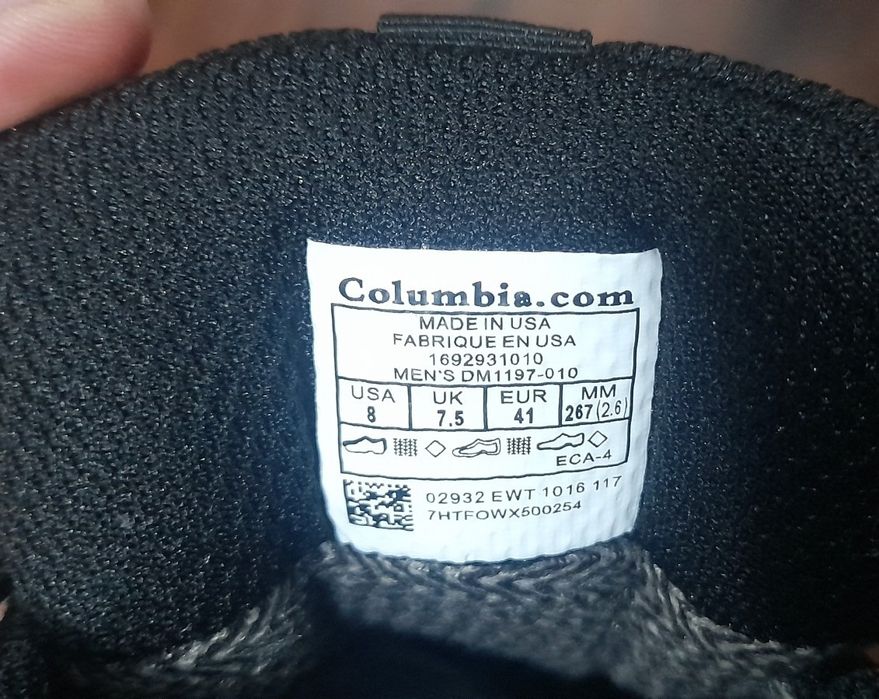 Columbia.com
MADE IN USA
FABRIQUE EN USA
1692931010
MEN'S DM1197-010
USA UK EUR MM
8 7.5 41 267(2.6)
ECA-4
02932 EWT 1016 117
7HTFOWX500254